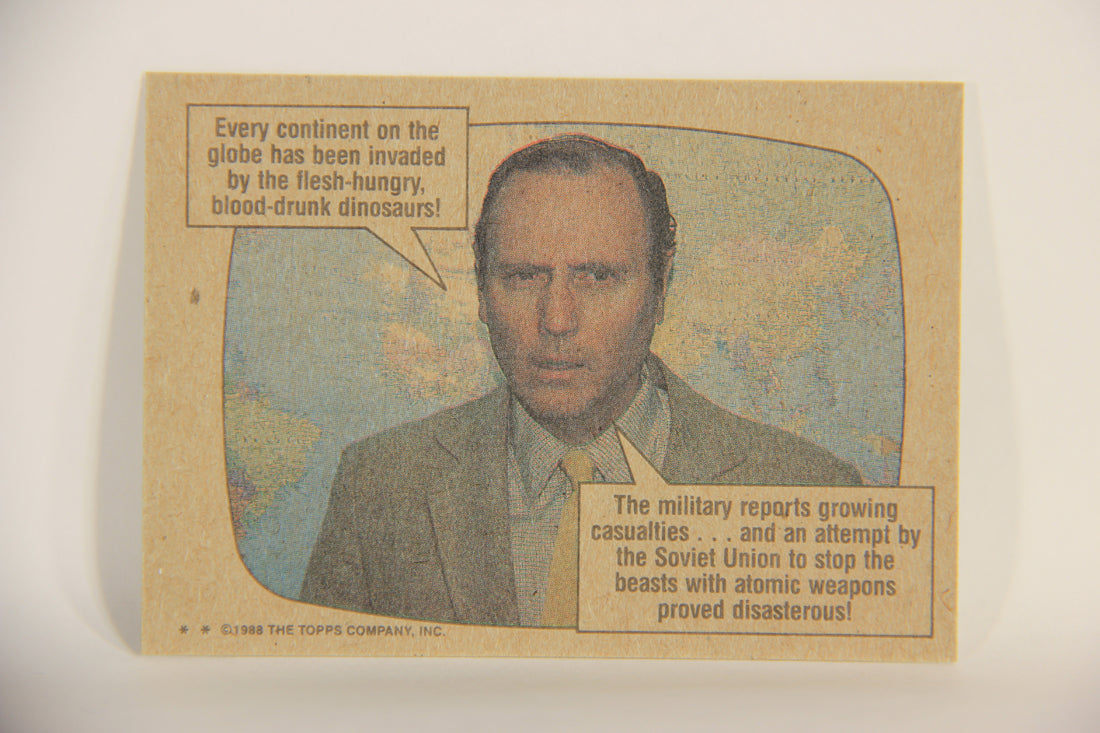 Every continent on the
globe has been invaded
by the flesh-hungry,
blood-drunk dinosaurs!
The military reports growing
casualties . . . and an attempt by
the Soviet Union to stop the
beasts with atomic weapons
proved disasterous!
* * ©1988 THE TOPPS COMPANY, INC.